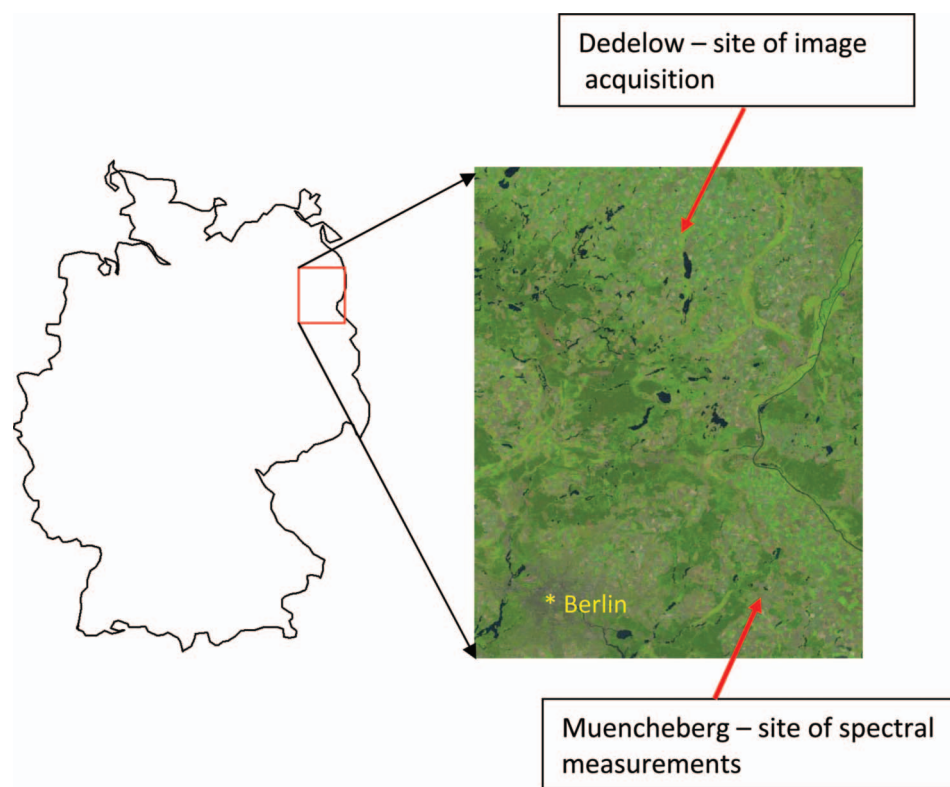 Dedelow – site of image
acquisition
* Berlin
Muencheberg – site of spectral
measurements